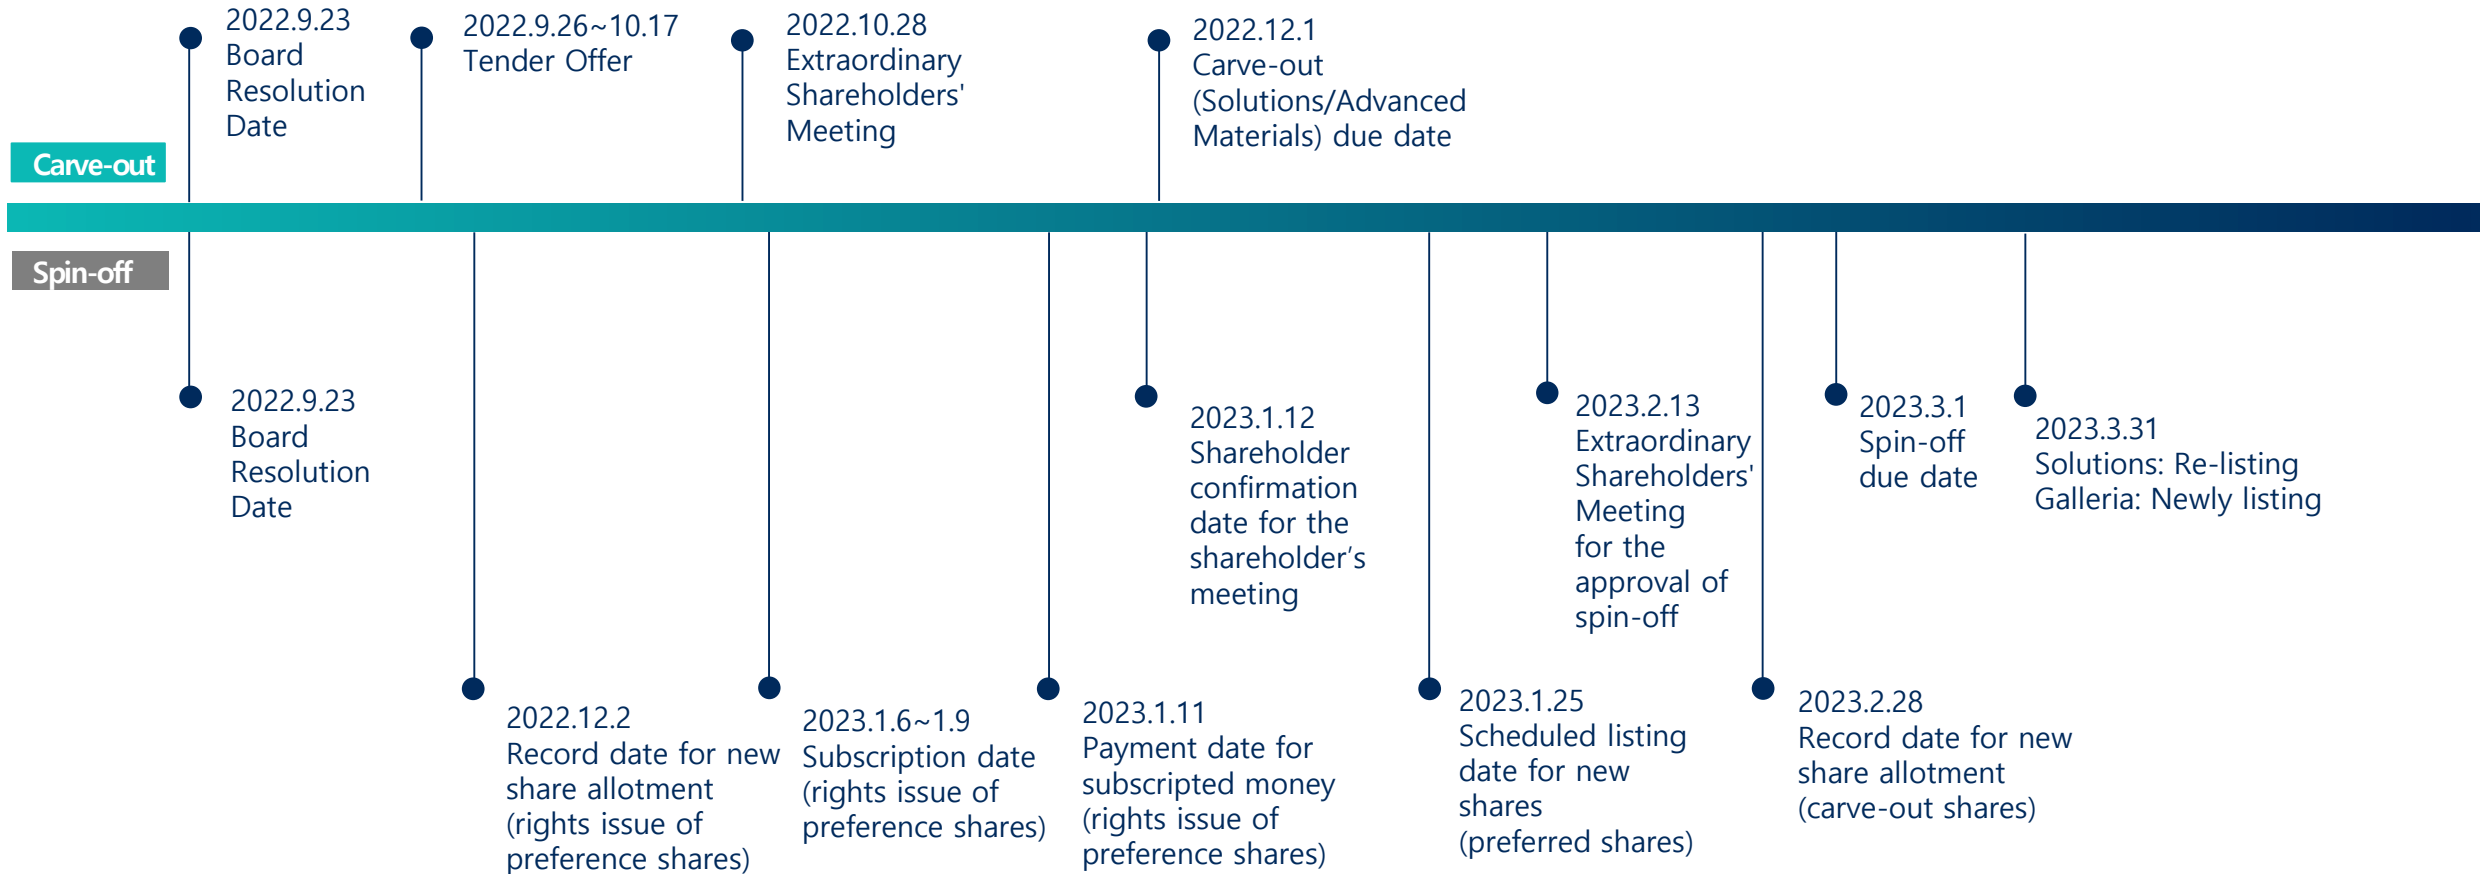 2022.9.23
Board
Resolution
Date
2022.9.26~10.17
Tender Offer
2022.10.28
Extraordinary
Shareholders'
Meeting
2022.12.1
Carve-out
(Solutions/Advanced
Materials) due date
Carve-out
Spin-off
2022.9.23
Board
Resolution
Date
2022.12.2
Record date for new
share allotment
(rights issue of
preference shares)
2023.1.6~1.9
Subscription date
(rights issue of
preference shares)
2023.1.11
Payment date for
subscripted money
(rights issue of
preference shares)
2023.1.12
Shareholder
confirmation
date for the
shareholder’s
meeting
2023.1.25
Scheduled listing
date for new
shares
(preferred shares)
2023.2.13
Extraordinary
Shareholders'
Meeting
for the
approval of
spin-off
2023.2.28
Record date for new
share allotment
(carve-out shares)
2023.3.1
Spin-off
due date
2023.3.31
Solutions: Re-listing
Galleria: Newly listing